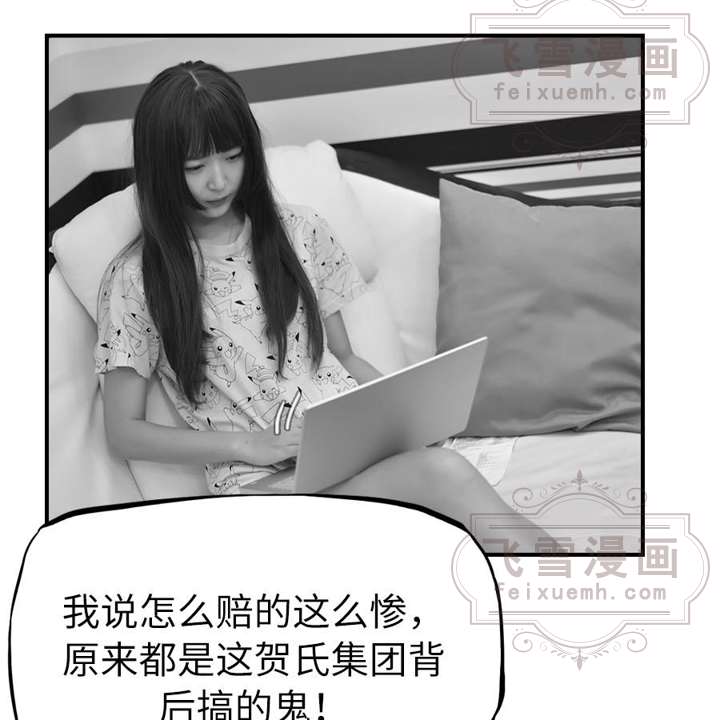 飞雪漫画
feixuemh.com
飞雪漫画
feixuemh.com
我说怎么赔的这么惨，
原来都是这贺氏集团背
后搞的鬼！